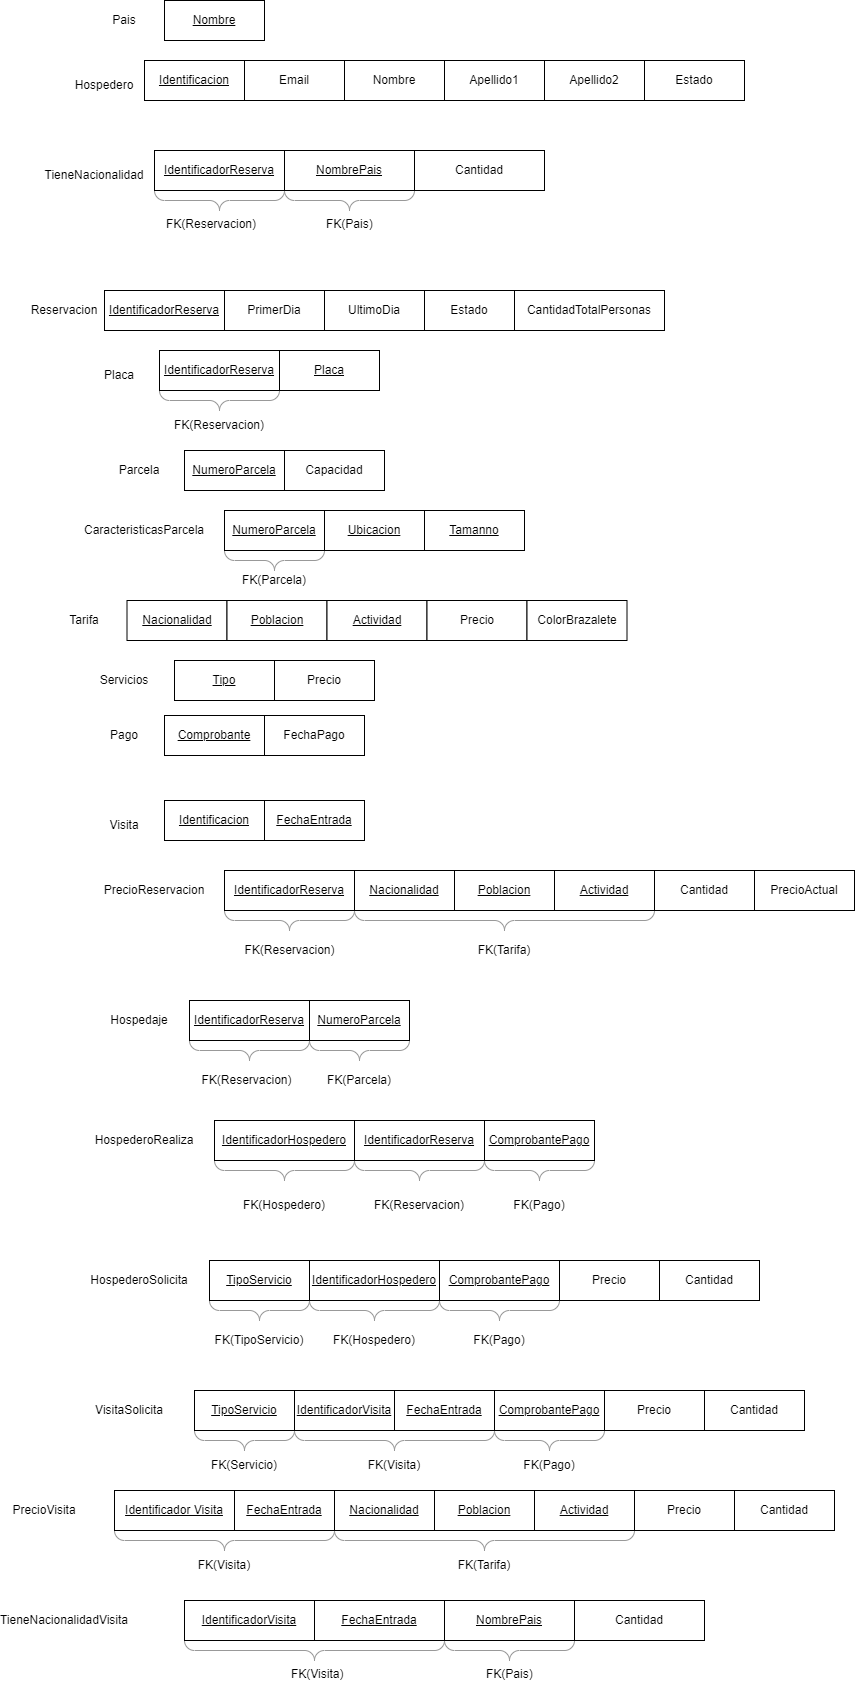 Pais Nombre
Hospedero Identificacion Email Nombre Apellido1 Apellido2 Estado
TieneNacionalidad IdentificadorReserva NombrePais Cantidad
FK(Reservacion) FK(Pais)
Reservacion IdentificadorReserva PrimerDia UltimoDia Estado CantidadTotalPersonas
Placa IdentificadorReserva Placa
FK(Reservacion)
Parcela NumeroParcela Capacidad
CaracteristicasParcela NumeroParcela Ubicacion Tamanno
FK(Parcela)
Tarifa Nacionalidad Poblacion Actividad Precio ColorBrazalete
Servicios Tipo Precio
Pago Comprobante FechaPago
Visita Identificacion FechaEntrada
PrecioReservacion IdentificadorReserva Nacionalidad Poblacion Actividad Cantidad PrecioActual
FK(Reservacion) FK(Tarifa)
Hospedaje IdentificadorReserva NumeroParcela
FK(Reservacion) FK(Parcela)
HospederoRealiza IdentificadorHospedero IdentificadorReserva ComprobantePago
FK(Hospedero) FK(Reservacion) FK(Pago)
HospederoSolicita TipoServicio IdentificadorHospedero ComprobantePago Precio Cantidad
FK(TipoServicio) FK(Hospedero) FK(Pago)
VisitaSolicita TipoServicio IdentificadorVisita FechaEntrada ComprobantePago Precio Cantidad
FK(Servicio) FK(Visita) FK(Pago)
PrecioVisita Identificador Visita FechaEntrada Nacionalidad Poblacion Actividad Precio Cantidad
FK(Visita) FK(Tarifa)
TieneNacionalidadVisita IdentificadorVisita FechaEntrada NombrePais Cantidad
FK(Visita) FK(Pais)